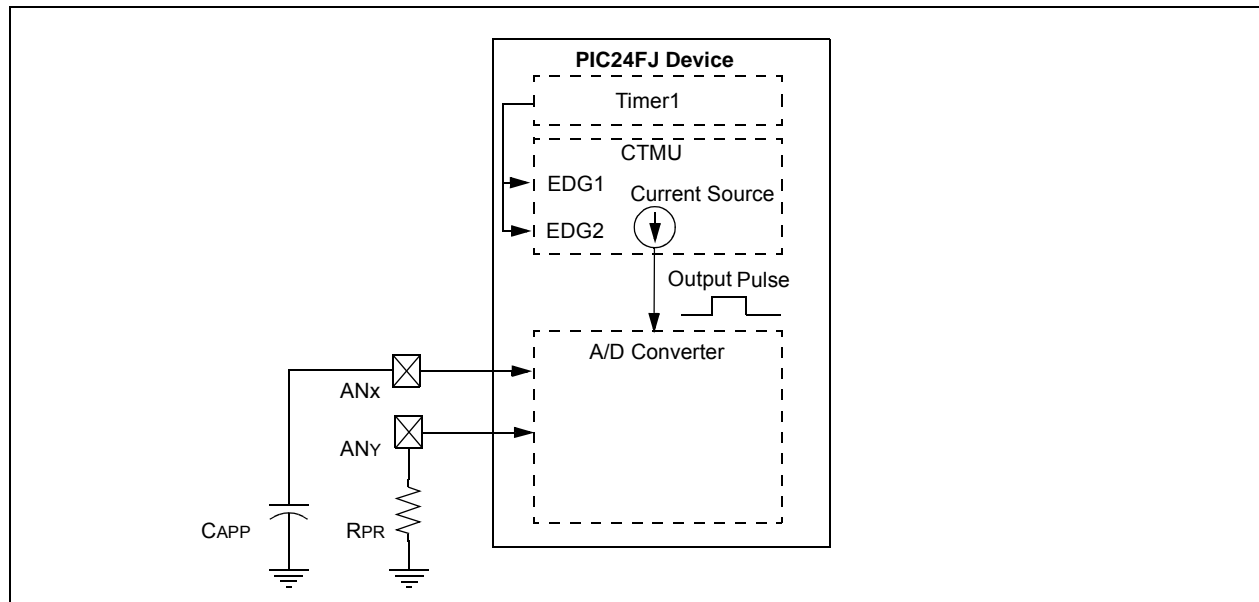 PIC24FJ Device
Timer1
CTMU
EDG1
Current Source
EDG2
Output Pulse
A/D Converter
ANX
ANY
CAPP
RPR